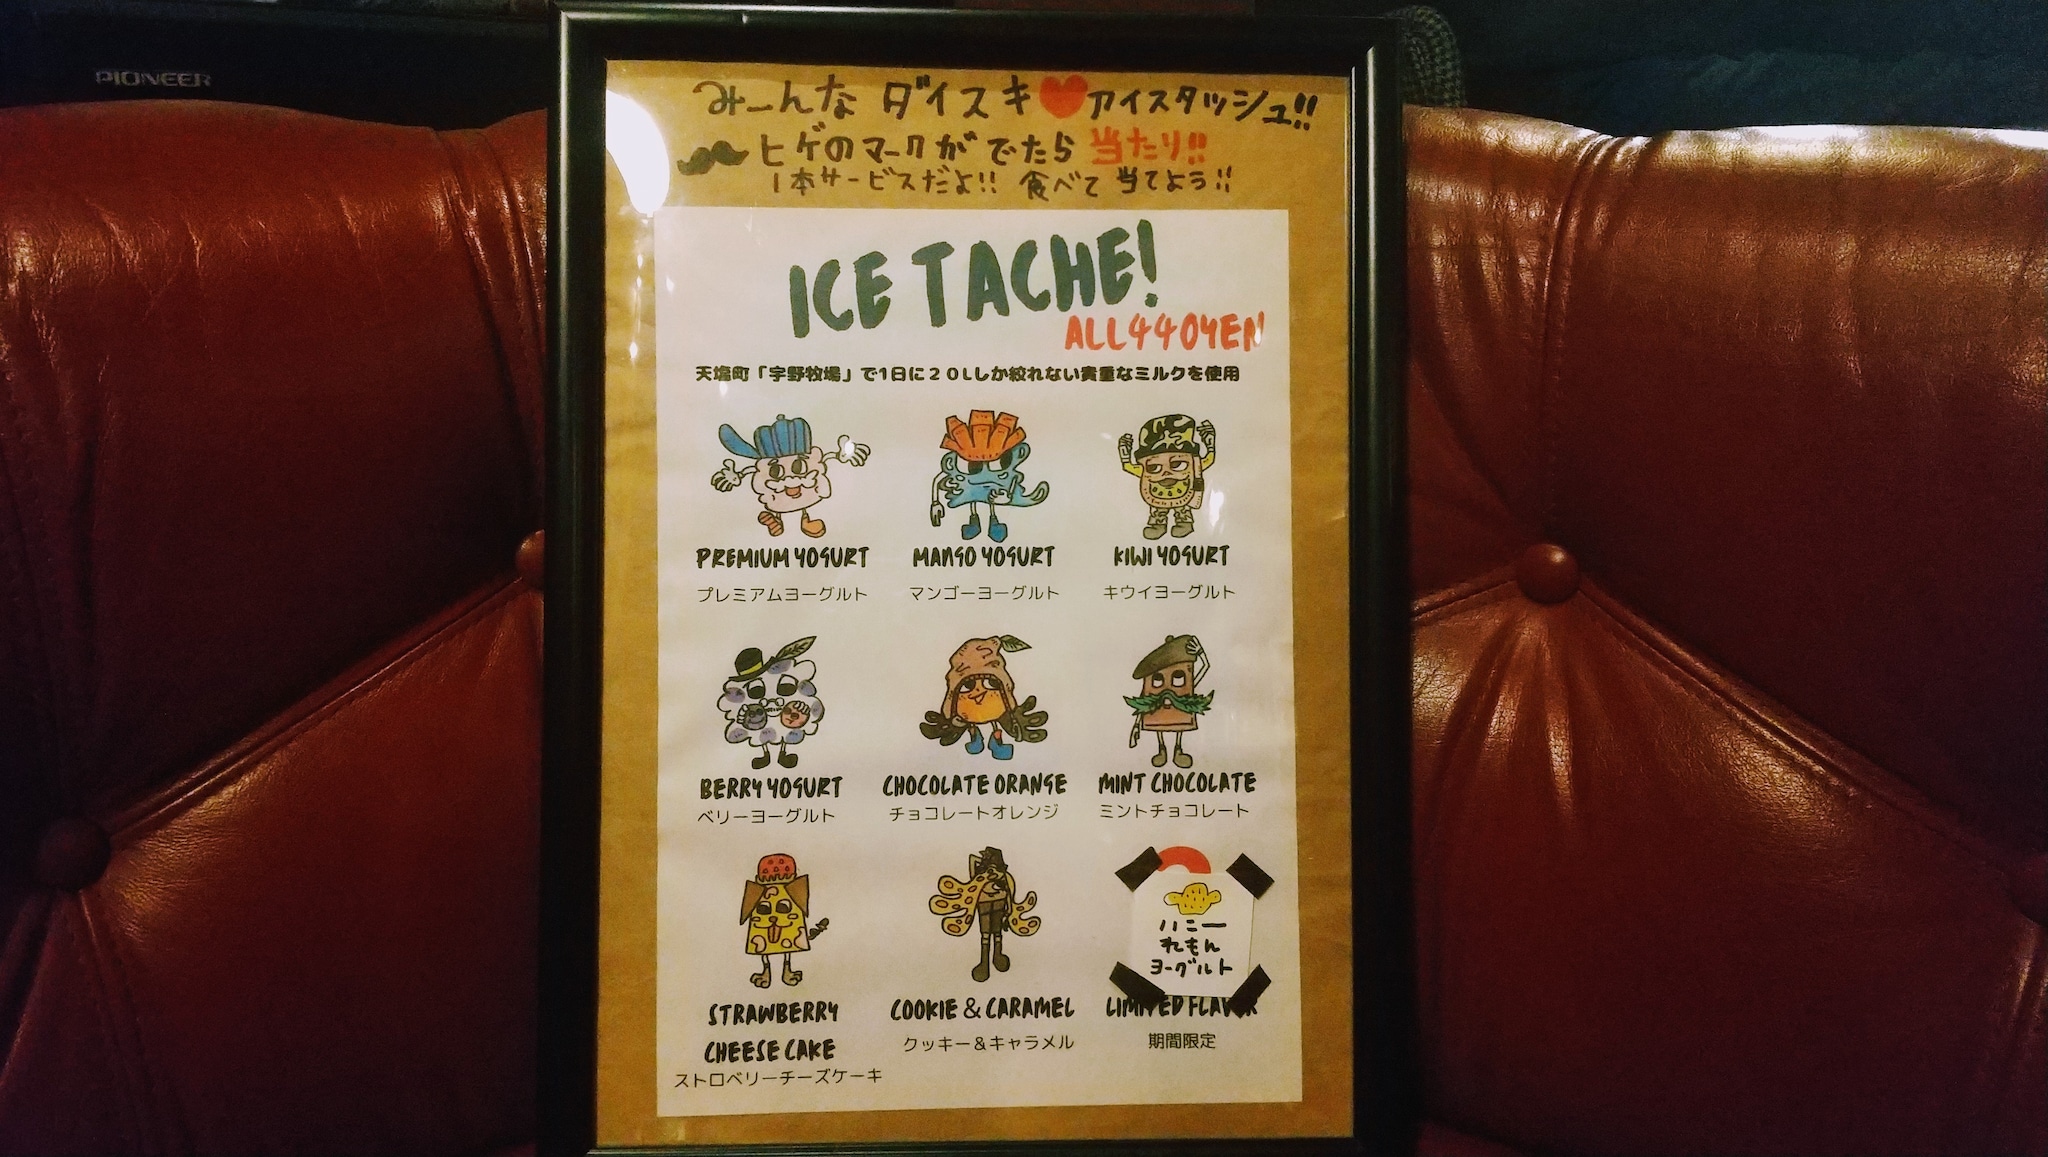 PIONEER
みーんな ダイスキ♥アイスタッシュ!!
ヒゲのマークがでたら 当たり!!
1本サービスだよ!! 食べて 当てよう!!
ICE TACHE!
ALL440YEN
天塩町「宇野牧場」で1日に20Lしか絞れない貴重なミルクを使用
PREMIUM YOGURT
プレミアムヨーグルト
MANGO YOGURT
マンゴーヨーグルト
KIWI YOGURT
キウイヨーグルト
BERRY YOGURT
ベリーヨーグルト
CHOCOLATE ORANGE
チョコレートオレンジ
MINT CHOCOLATE
ミントチョコレート
STRAWBERRY
CHEESE CAKE
ストロベリーチーズケーキ
COOKIE & CARAMEL
クッキー&キャラメル
ハニー
れもん
ヨーグルト
LIMITED FLAVOR
期間限定